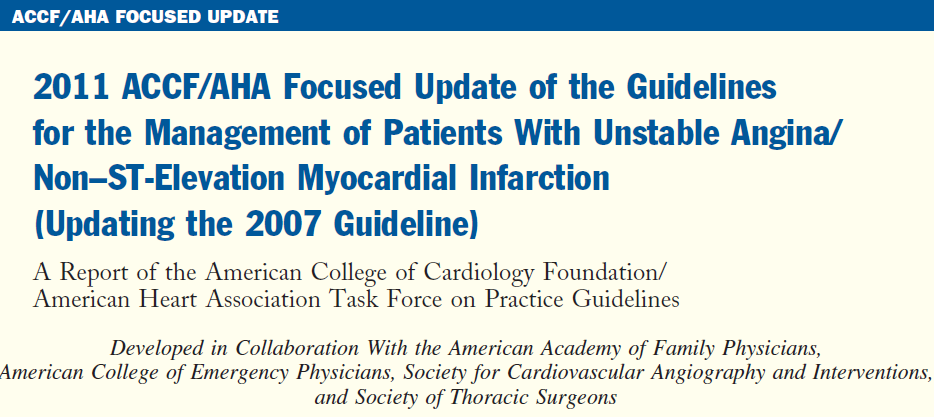 ACCF/AHA FOCUSED UPDATE
2011 ACCF/AHA Focused Update of the Guidelines
for the Management of Patients With Unstable Angina/
Non–ST-Elevation Myocardial Infarction
(Updating the 2007 Guideline)
A Report of the American College of Cardiology Foundation/
American Heart Association Task Force on Practice Guidelines
Developed in Collaboration With the American Academy of Family Physicians,
American College of Emergency Physicians, Society for Cardiovascular Angiography and Interventions,
and Society of Thoracic Surgeons